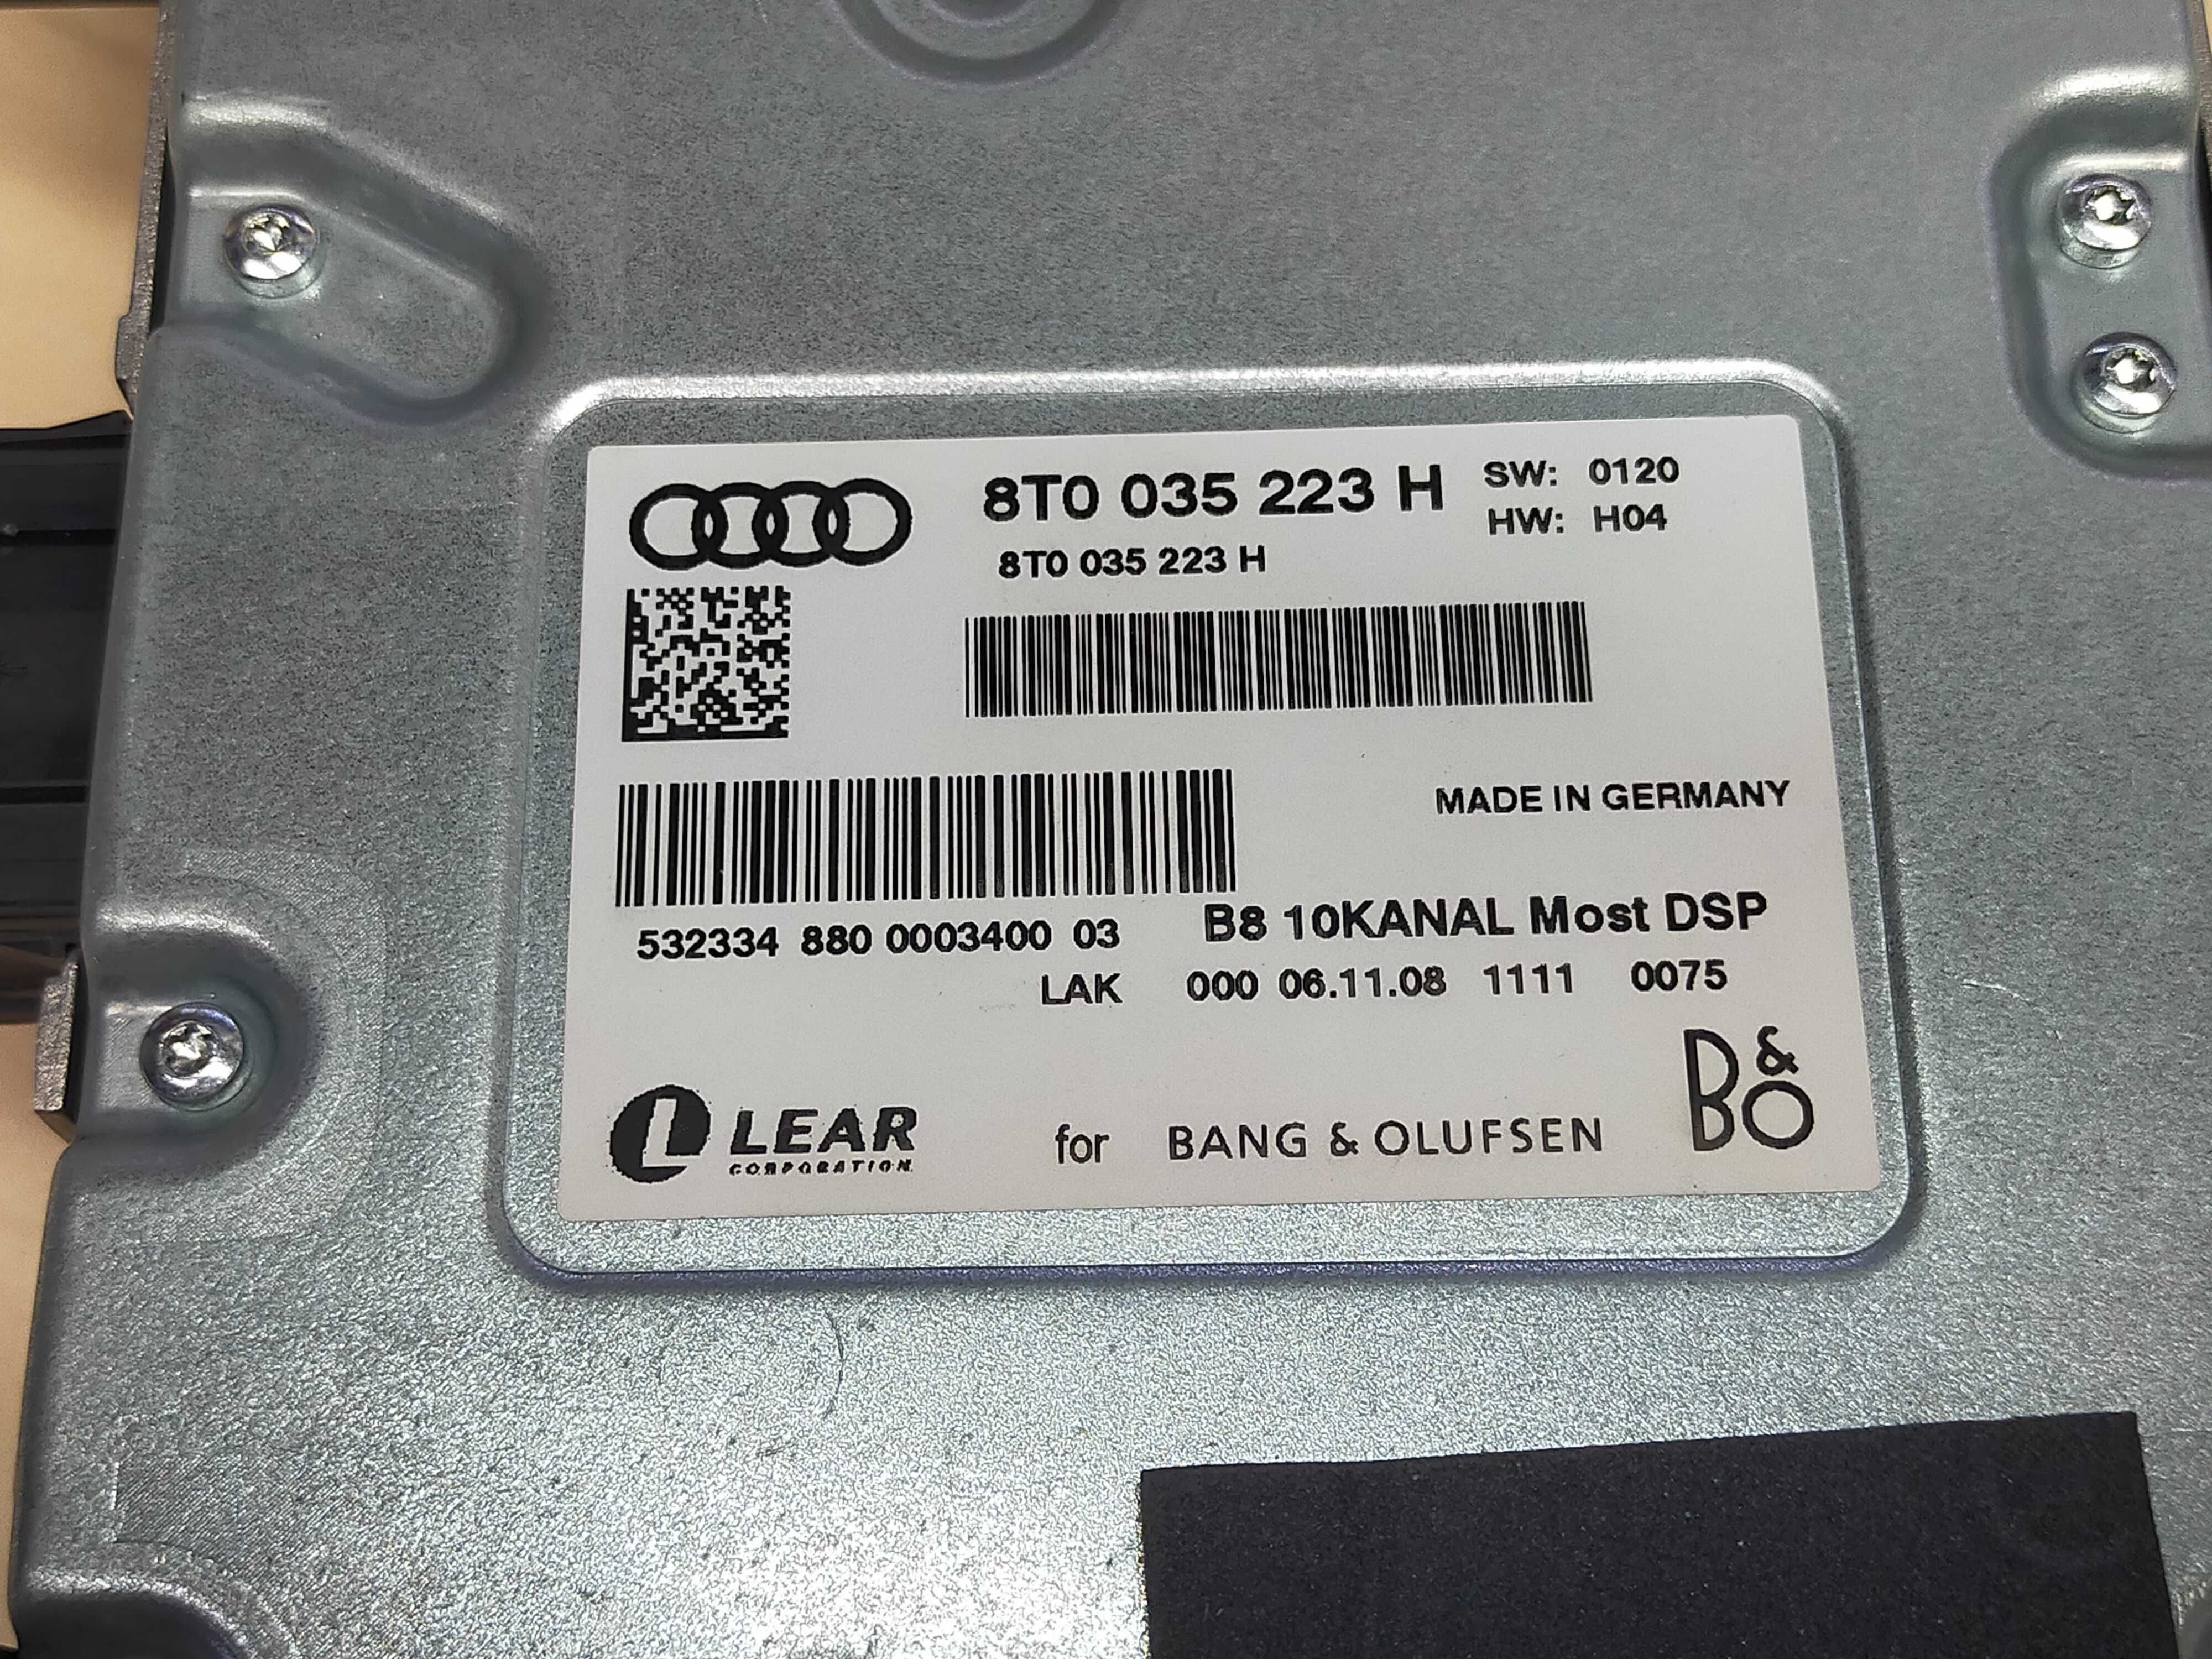 8T0 035 223 H SW: 0120
HW: H04
8T0 035 223 H
MADE IN GERMANY
532334 880 0003400 03 B8 10KANAL Most DSP
LAK 000 06.11.08 1111 0075
B&O
LEAR
CORPORATION
for BANG & OLUFSEN